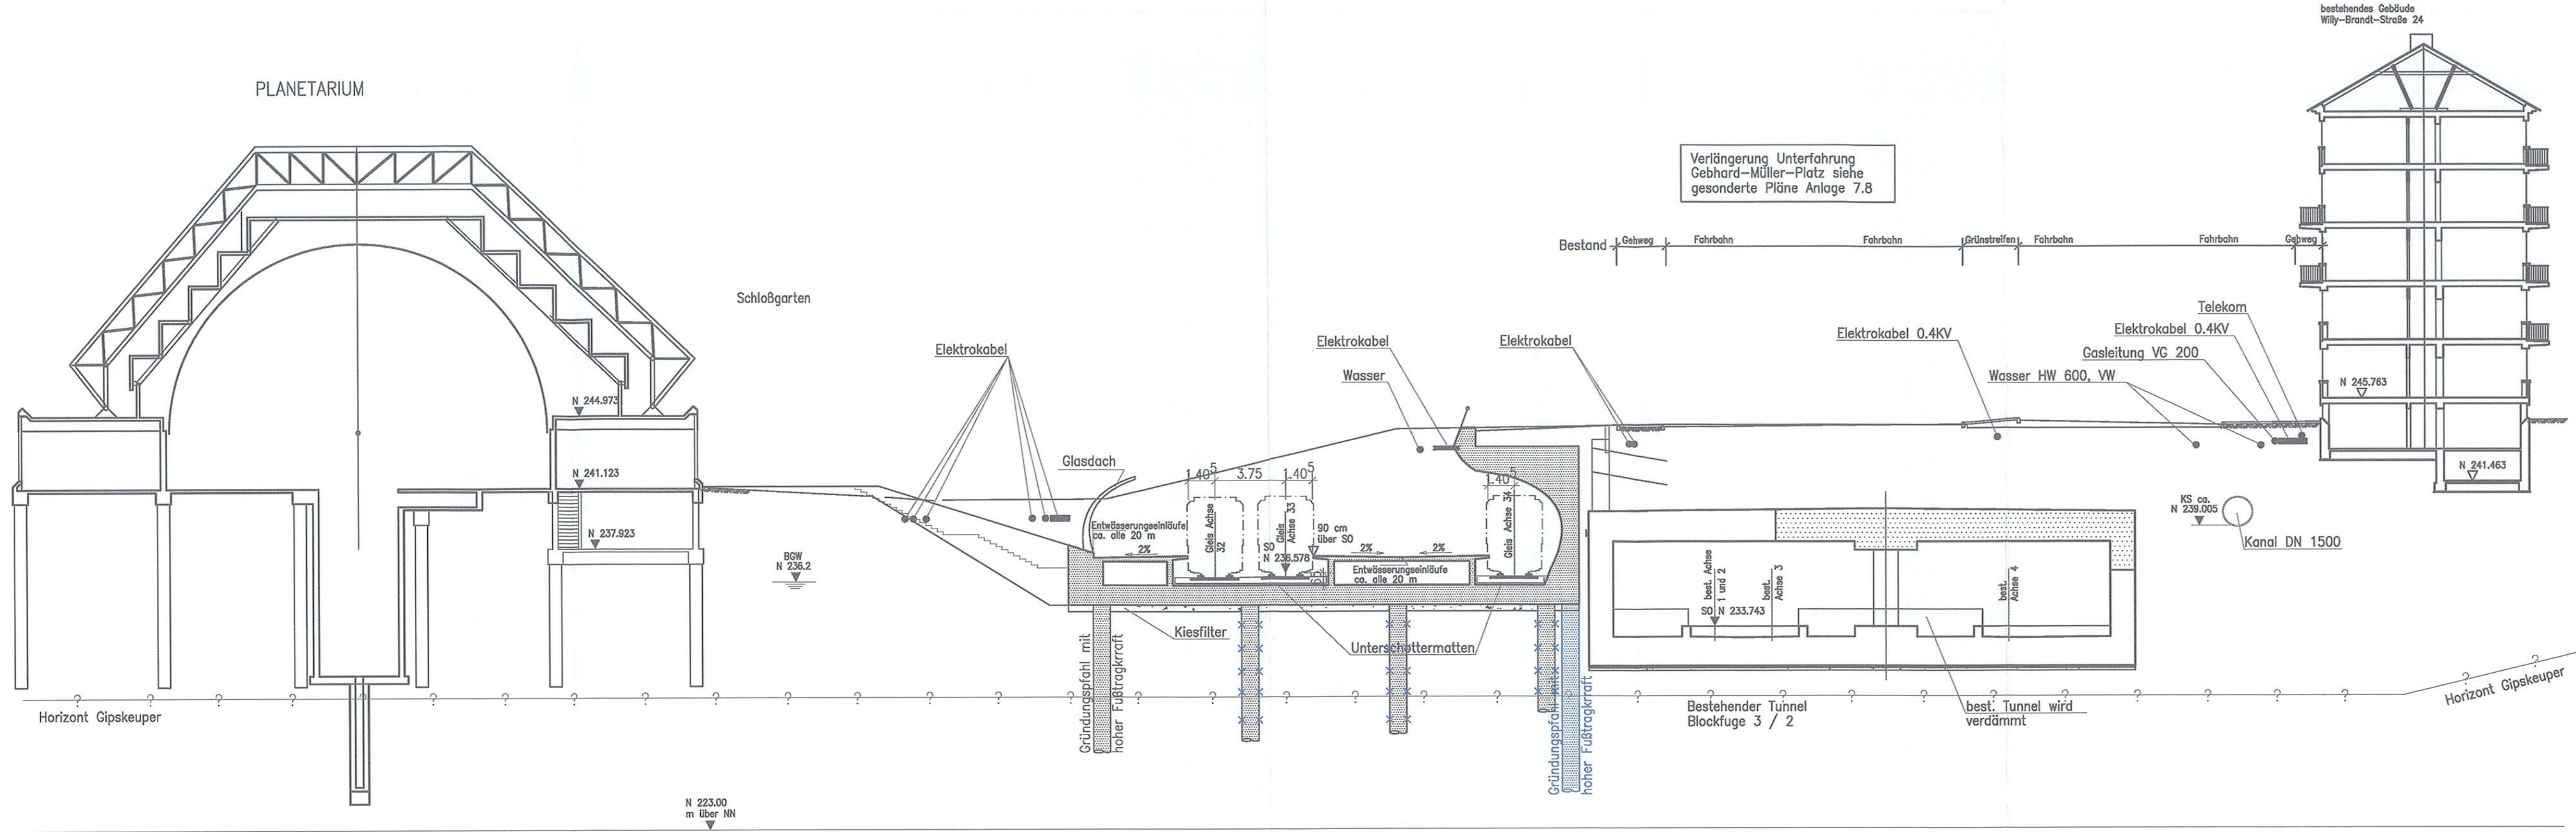 bestehendes Gebäude
Willy-Brandt-Straße 24
PLANETARIUM
Verlängerung Unterfahrung
Gebhard-Müller-Platz siehe
gesonderte Pläne Anlage 7.8
Bestand
Gehweg
Fahrbahn
Fahrbahn
Grünstreifen
Fahrbahn
Fahrbahn
Gehweg
Schloßgarten
Telekom
Elektrokabel 0.4KV
Elektrokabel 0.4KV
Gasleitung VG 200
Wasser HW 600, VW
Elektrokabel
Elektrokabel
Elektrokabel
Wasser
N 245.763
N 244.973
N 241.123
N 237.923
Glasdach
1.40⁵
3.75
1.40⁵
1.40⁵
N 241.463
KS ca.
N 239.005
Kanal DN 1500
Entwässerungseinläufe
ca. alle 20 m
2%
Gleis Achse
32
Gleis
Achse 33
SO
N 236.578
90 cm
über SO
2%
2%
Entwässerungseinläufe
ca. alle 20 m
Gleis Achse 34
BGW
N 236.2
best. Achse
1 und 2
best.
Achse 3
best.
Achse 4
SO N 233.743
Kiesfilter
Unterschottermatten
Gründungspfahl mit
hoher Fußtragkrraft
Gründungspfahl mit
hoher Fußtragkrraft
Horizont Gipskeuper
Horizont Gipskeuper
Bestehender Tunnel
Blockfuge 3 / 2
best. Tunnel wird
verdämmt
N 223.00
m über NN